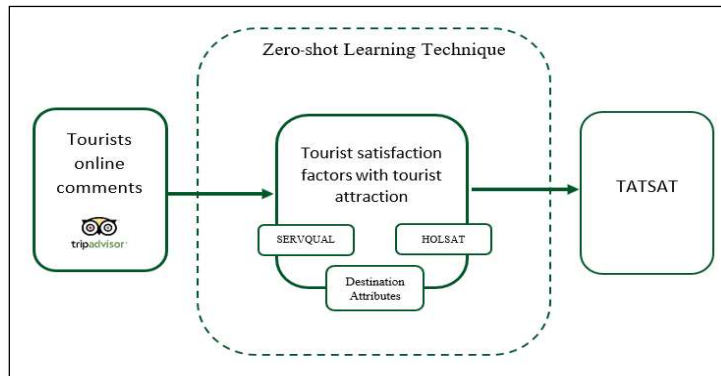 Zero-shot Learning Technique
Tourists
online
comments
tripadvisor
Tourist satisfaction
factors with tourist
attraction
SERVQUAL
HOLSAT
Destination
Attributes
TATSAT